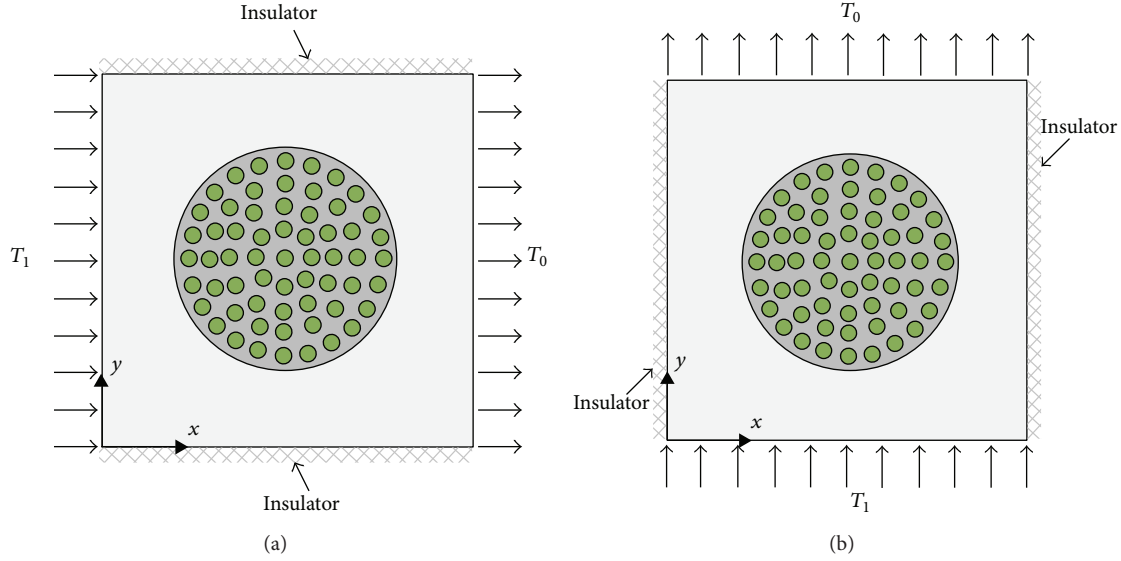 Insulator
T₁
T₀
y
x
Insulator
(a)
T₀
Insulator
y
Insulator
x
T₁
(b)